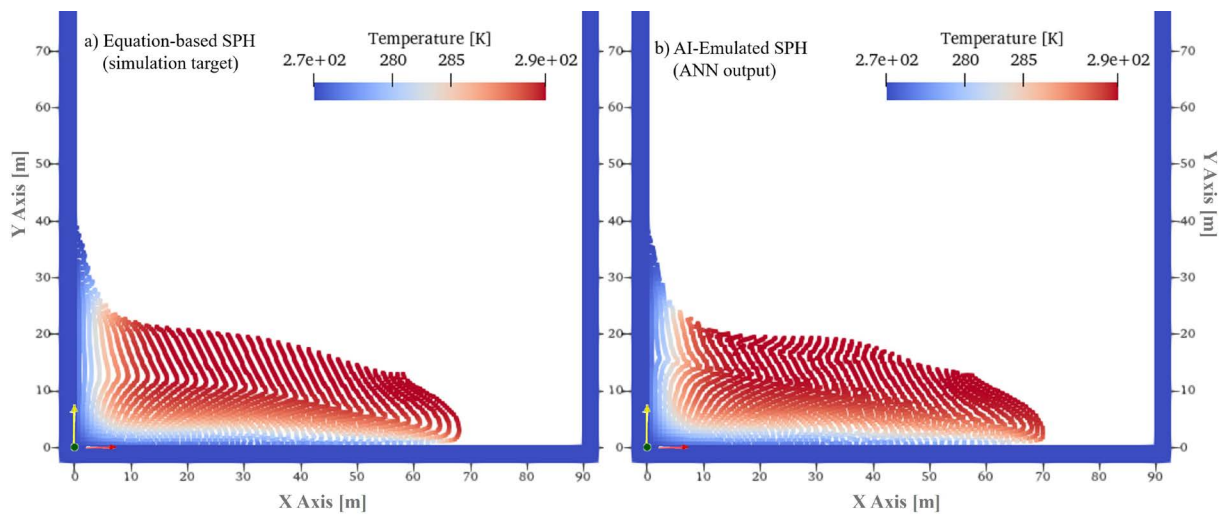 a) Equation-based SPH
(simulation target)
Temperature [K]
2.7e+02 280 285 2.9e+02
70
60
50
40
30
20
10
0
Y Axis [m]
0 10 20 30 40 50 60 70 80 90
X Axis [m]
b) AI-Emulated SPH
(ANN output)
Temperature [K]
2.7e+02 280 285 2.9e+02
70 70
60 60
50 50
40 40
30 30
20 20
10 10
0 0
Y Axis [m]
0 10 20 30 40 50 60 70 80 90
X Axis [m]